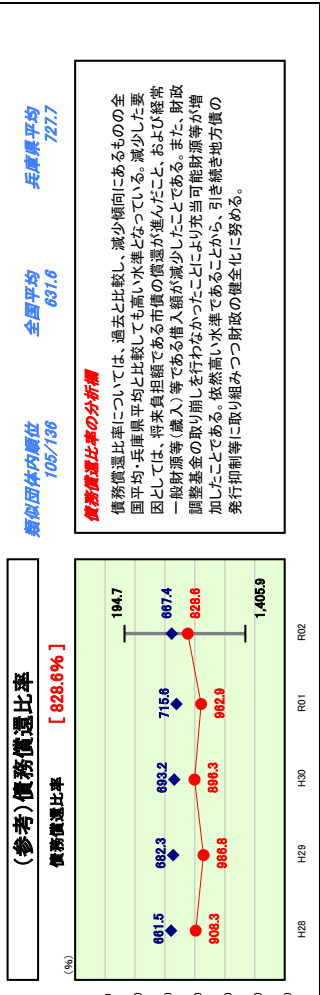 (参考)債務償還比率
債務償還比率
[ 828.6% ]
類似団体内順位
105/136
全国平均
631.6
兵庫県平均
727.7
(%)
661.5
682.3
693.2
715.6
667.4
194.7
908.3
986.8
896.3
962.9
828.6
1,405.9
H28
H29
H30
R01
R02
債務償還比率の分析欄
債務償還比率については、過去と比較し、減少傾向にあるものの全
国平均・兵庫県平均と比較しても高い水準となっている。減少した要
因としては、将来負担額である市債の償還が進んだこと、および経常
一般財源等(歳入)等である借入額が減少したことである。また、財政
調整基金の取り崩しを行わなかったことにより充当可能財源等が増
加したことである。依然高い水準であることから、引き続き地方債の
発行抑制等に取り組みつつ財政の健全化に努める。